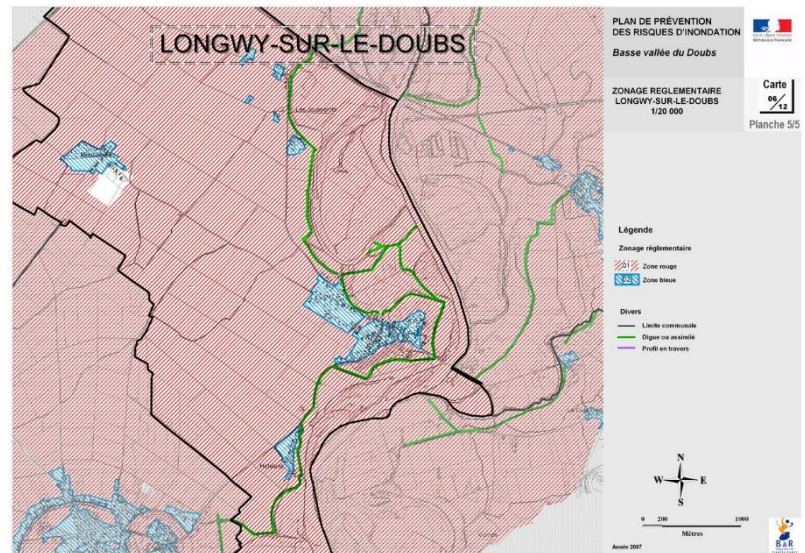 LONGWY-SUR-LE-DOUBS
PLAN DE PRÉVENTION
DES RISQUES D'INONDATION
Basse vallée du Doubs
ZONAGE REGLEMENTAIRE
LONGWY-SUR-LE-DOUBS
1/20 000
Carte
06/12
Planche 5/5
Légende
Zonage réglementaire
Zone rouge
Zone bleue
Divers
Limite communale
Digue ou assimilé
Profil en travers
N
W E
S
0 200 1000
Mètres
Année 2007
B&R